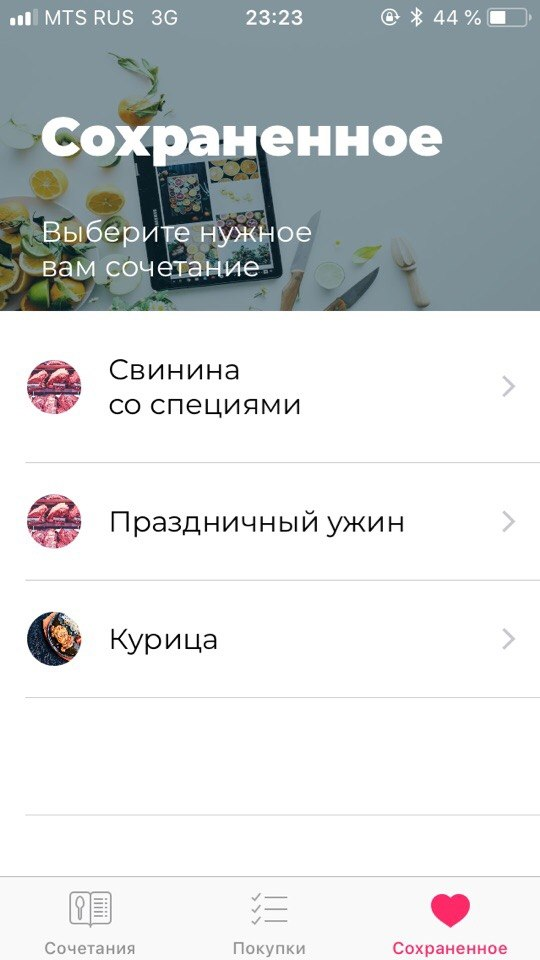 MTS RUS 3G 23:23 44 %
Сохраненное
Выберите нужное
вам сочетание
Свинина
со специями
Праздничный ужин
Курица
Сочетания Покупки Сохраненное